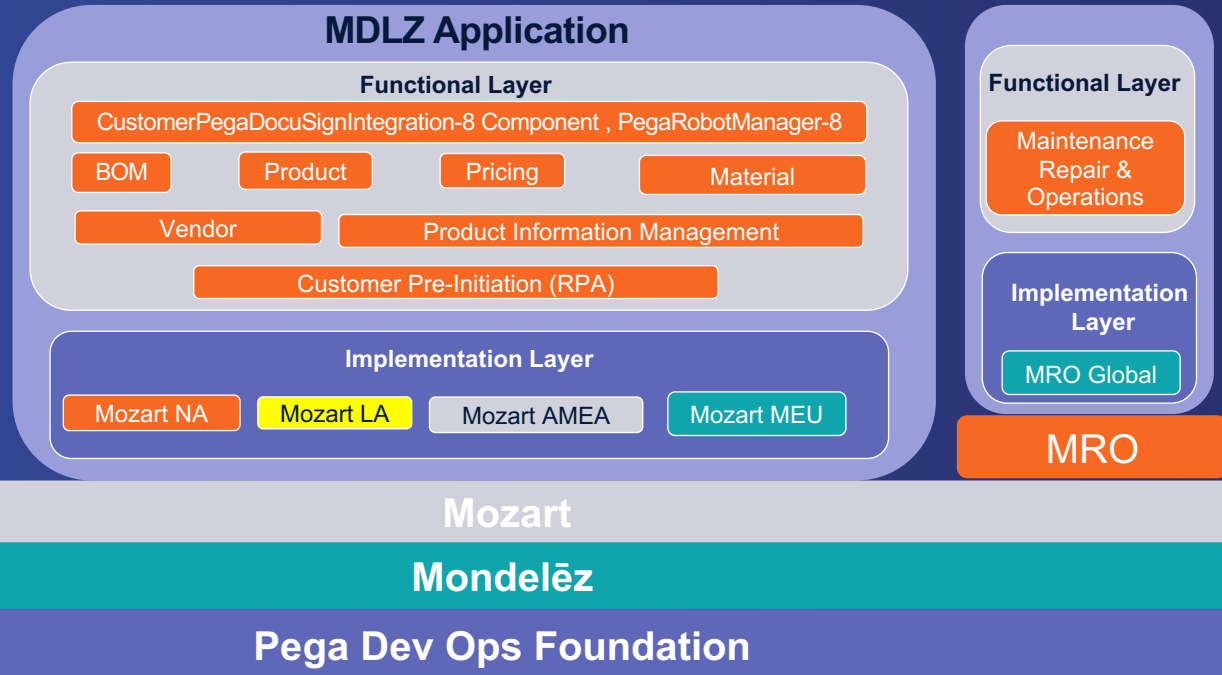 MDLZ Application
Functional Layer
CustomerPegaDocuSignIntegration-8 Component , PegaRobotManager-8
BOM
Product
Pricing
Material
Vendor
Product Information Management
Customer Pre-Initiation (RPA)
Implementation Layer
Mozart NA
Mozart LA
Mozart AMEA
Mozart MEU
Functional Layer
Maintenance
Repair &
Operations
Implementation
Layer
MRO Global
MRO
Mozart
Mondelēz
Pega Dev Ops Foundation